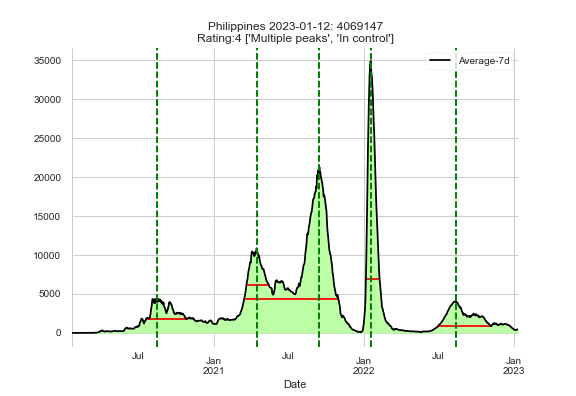 Philippines 2023-01-12: 4069147
Rating:4 ['Multiple peaks', 'In control']
Average-7d
35000
30000
25000
20000
15000
10000
5000
0
Jul
Jan
2021
Jul
Jan
2022
Jul
Jan
2023
Date